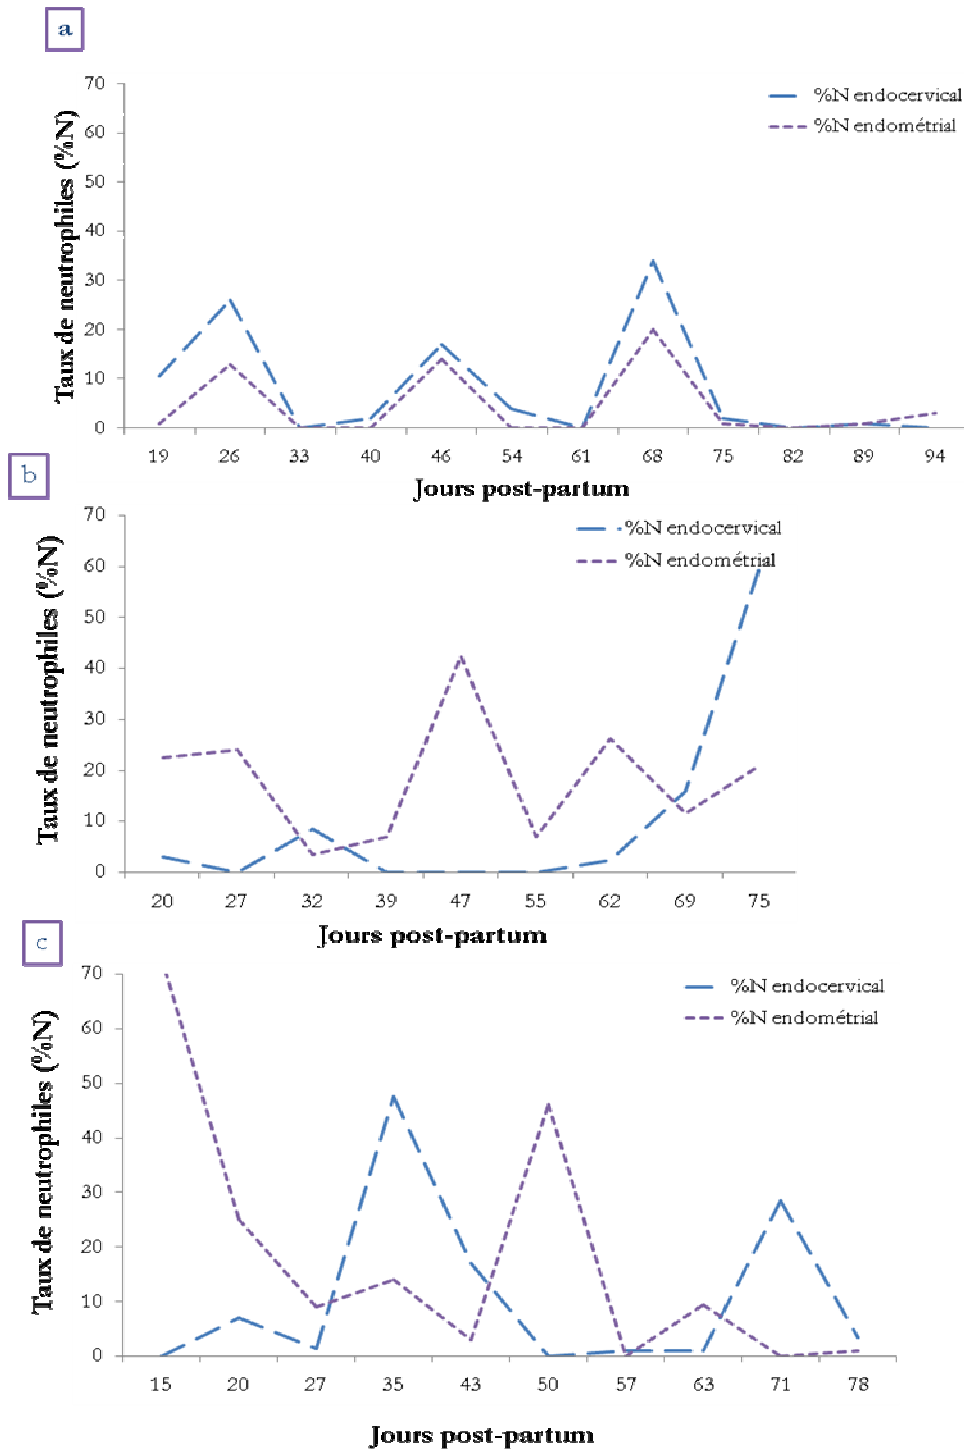 a
70
60
50
40
30
20
10
0
Taux de neutrophiles (%N)
%N endocervical
%N endométrial
19 26 33 40 46 54 61 68 75 82 89 94
Jours post-partum
b
70
60
50
40
30
20
10
0
Taux de neutrophiles (%N)
%N endocervical
%N endométrial
20 27 32 39 47 55 62 69 75
Jours post-partum
c
70
60
50
40
30
20
10
0
Taux de neutrophiles (%N)
%N endocervical
%N endométrial
15 20 27 35 43 50 57 63 71 78
Jours post-partum